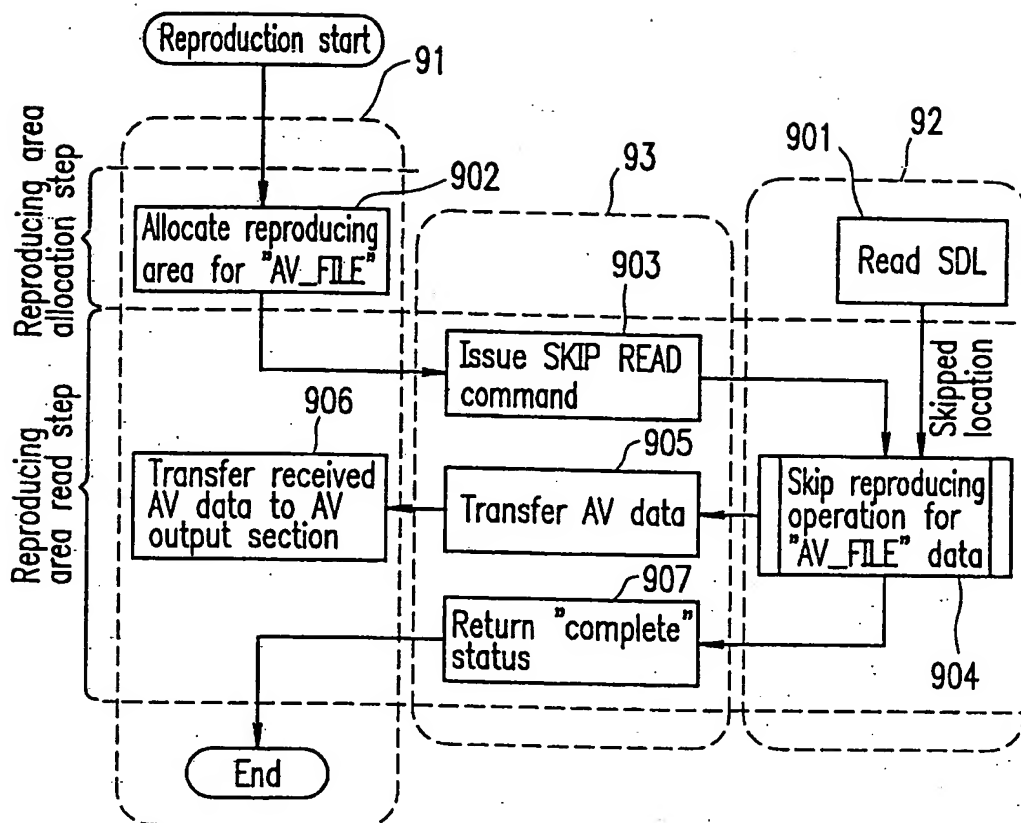 Reproduction start
91
Reproducing area
allocation step
902
Allocate reproducing
area for "AV_FILE"
93
92
901
Read SDL
903
Issue SKIP READ
command
Skipped
location
Reproducing
area read step
906
Transfer received
AV data to AV
output section
905
Transfer AV data
Skip reproducing
operation for
"AV_FILE" data
904
907
Return "complete"
status
End